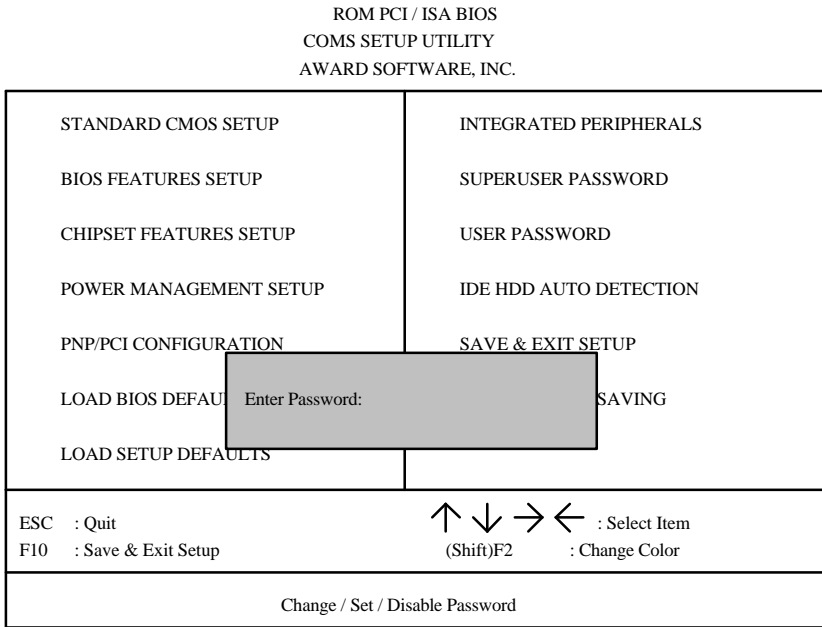 ROM PCI / ISA BIOS
COMS SETUP UTILITY
AWARD SOFTWARE, INC.
STANDARD CMOS SETUP
INTEGRATED PERIPHERALS
BIOS FEATURES SETUP
SUPERUSER PASSWORD
CHIPSET FEATURES SETUP
USER PASSWORD
POWER MANAGEMENT SETUP
IDE HDD AUTO DETECTION
PNP/PCI CONFIGURATION
SAVE & EXIT SETUP
LOAD BIOS DEFAU
Enter Password:
SAVING
LOAD SETUP DEFAULTS
ESC : Quit
↑ ↓ → ← : Select Item
F10 : Save & Exit Setup
(Shift)F2 : Change Color
Change / Set / Disable Password